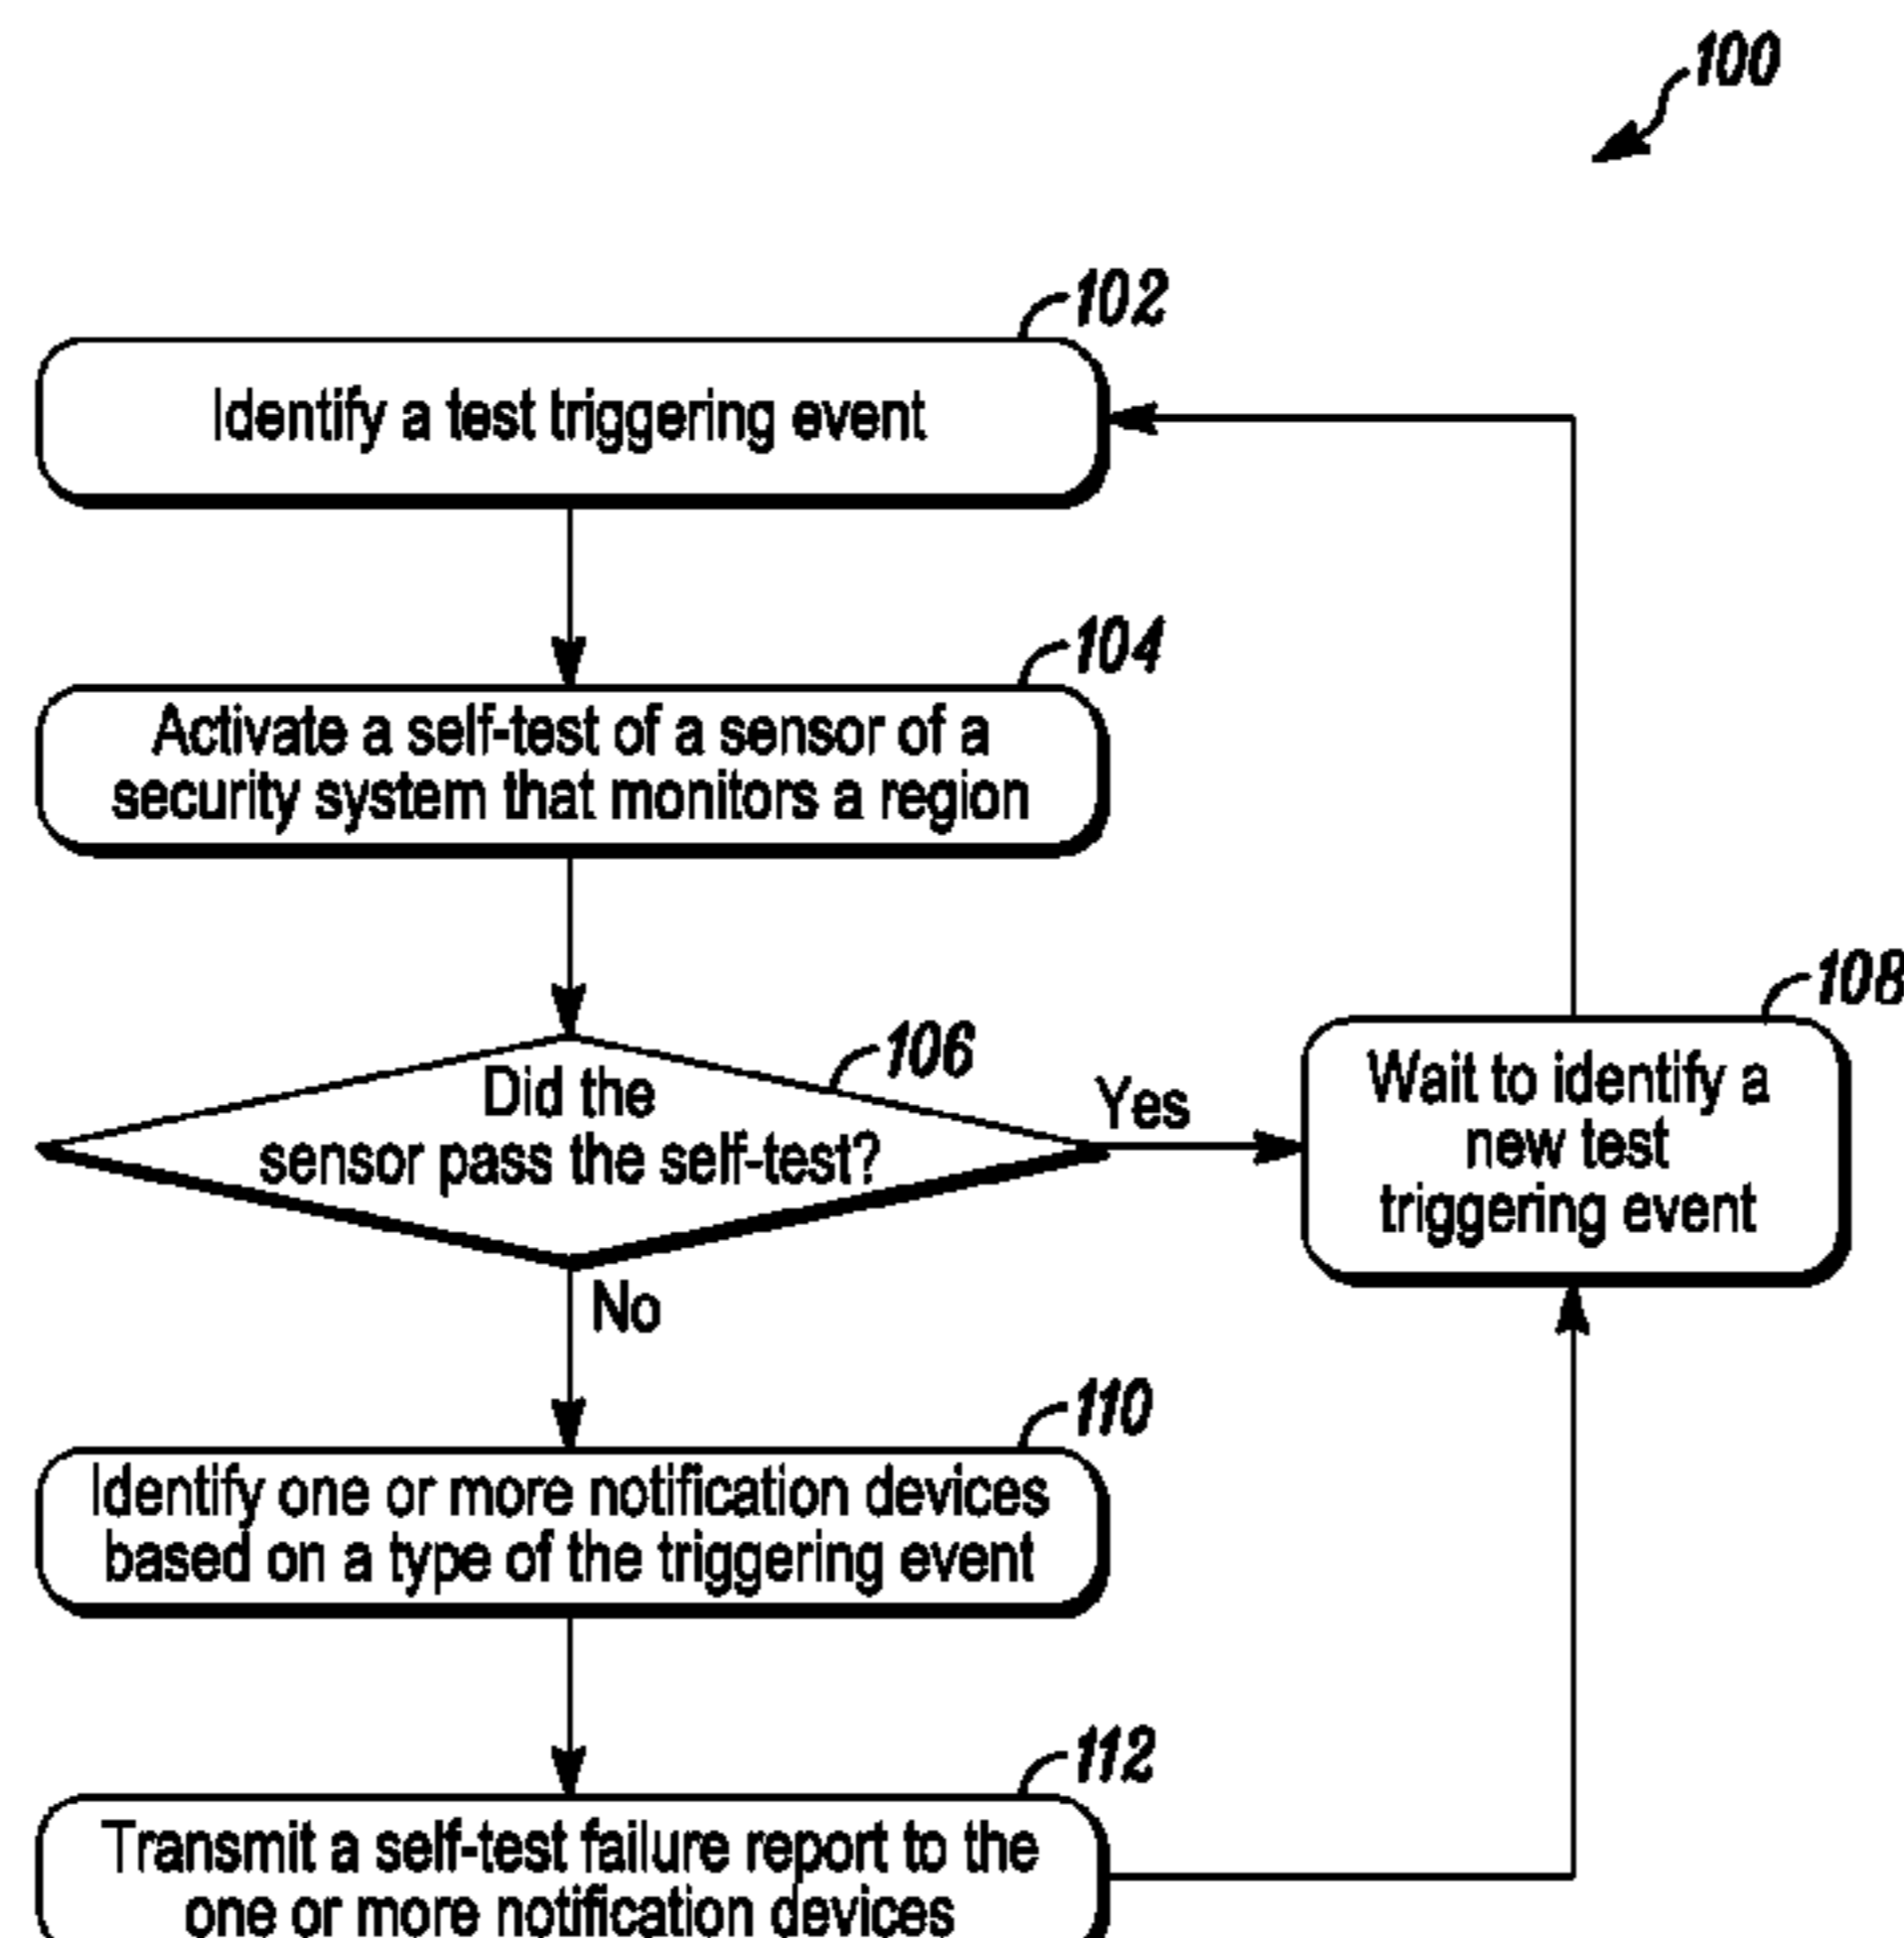 100
102
Identify a test triggering event
104
Activate a self-test of a sensor of a
security system that monitors a region
106
Did the
sensor pass the self-test?
Yes
108
Wait to identify a
new test
triggering event
No
110
Identify one or more notification devices
based on a type of the triggering event
112
Transmit a self-test failure report to the
one or more notification devices